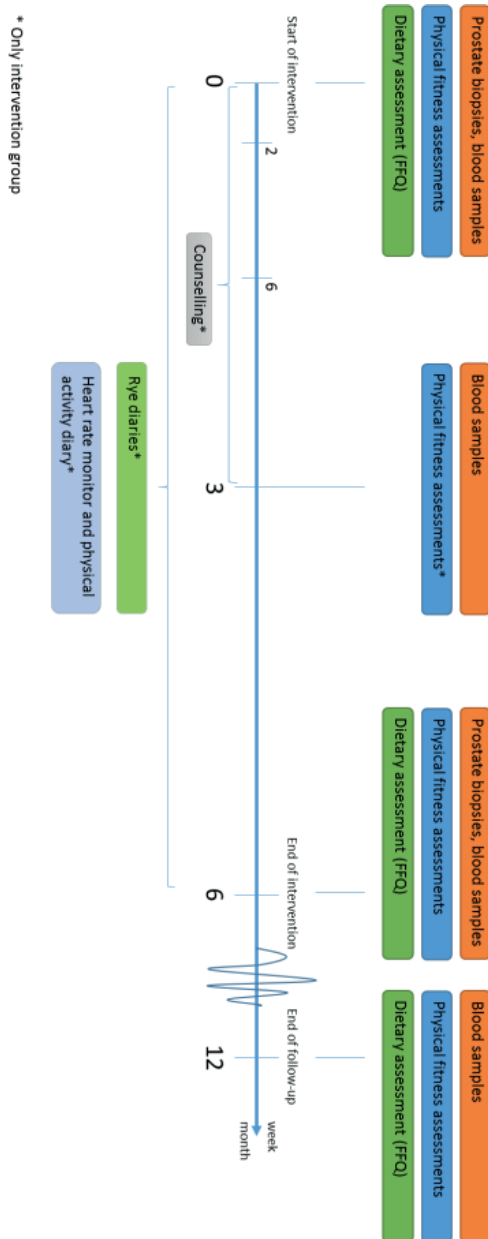 Prostate biopsies, blood samples
Physical fitness assessments
Dietary assessment (FFQ)
Blood samples
Physical fitness assessments*
Prostate biopsies, blood samples
Physical fitness assessments
Dietary assessment (FFQ)
Blood samples
Physical fitness assessments
Dietary assessment (FFQ)
Start of intervention
End of intervention
End of follow-up
2
6
week
0
3
6
12
month
Counselling*
Rye diaries*
Heart rate monitor and physical
activity diary*
* Only intervention group